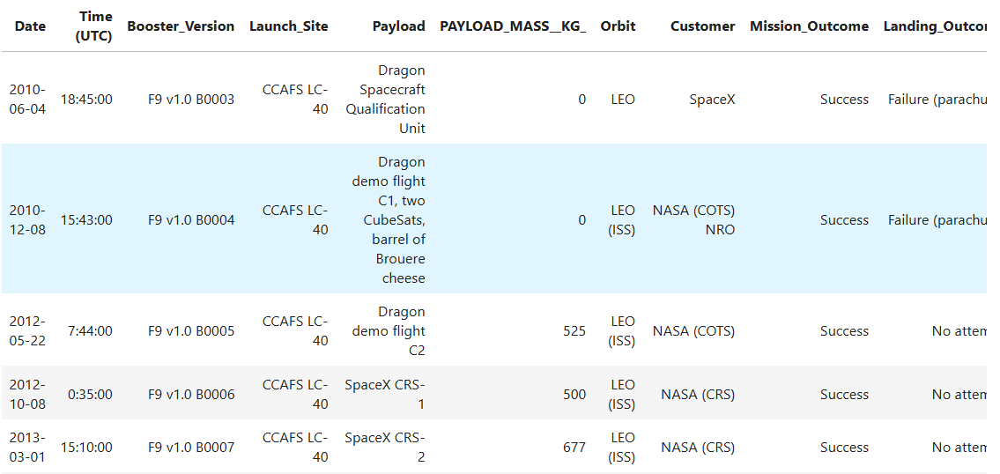 Date Time (UTC) Booster_Version Launch_Site Payload PAYLOAD_MASS__KG_ Orbit Customer Mission_Outcome Landing_Outcom
2010-06-04 18:45:00 F9 v1.0 B0003 CCAFS LC-40 Dragon Spacecraft Qualification Unit 0 LEO SpaceX Success Failure (parachu
2010-12-08 15:43:00 F9 v1.0 B0004 CCAFS LC-40 Dragon demo flight C1, two CubeSats, barrel of Brouere cheese 0 LEO (ISS) NASA (COTS) NRO Success Failure (parachu
2012-05-22 7:44:00 F9 v1.0 B0005 CCAFS LC-40 Dragon demo flight C2 525 LEO (ISS) NASA (COTS) Success No attem
2012-10-08 0:35:00 F9 v1.0 B0006 CCAFS LC-40 SpaceX CRS-1 500 LEO (ISS) NASA (CRS) Success No attem
2013-03-01 15:10:00 F9 v1.0 B0007 CCAFS LC-40 SpaceX CRS-2 677 LEO (ISS) NASA (CRS) Success No attem